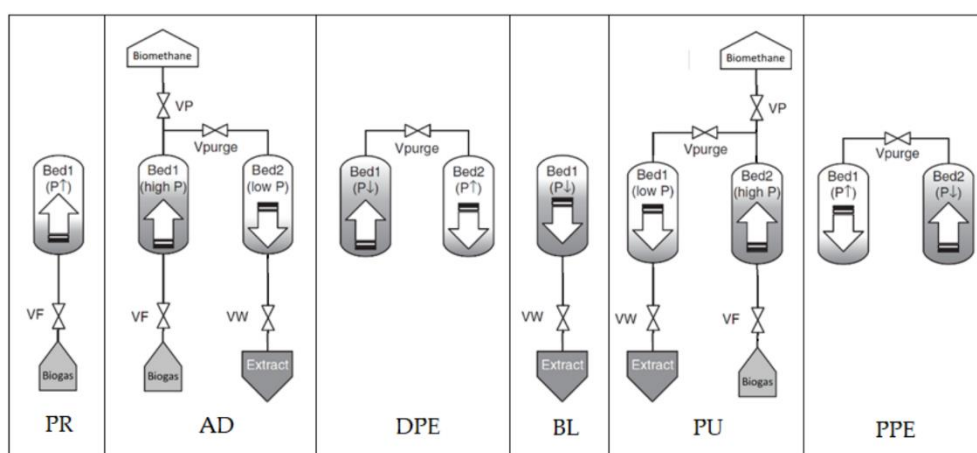 Biomethane
VP
Vpurge
Bed1
(high P)
Bed2
(low P)
VF
VW
Biogas
Extract
AD
Bed1
(P↑)
VF
Biogas
PR
Vpurge
Bed1
(P↓)
Bed2
(P↑)
DPE
Bed1
(P↓)
VW
Extract
BL
Biomethane
VP
Vpurge
Bed1
(low P)
Bed2
(high P)
VW
VF
Extract
Biogas
PU
Vpurge
Bed1
(P↑)
Bed2
(P↓)
PPE